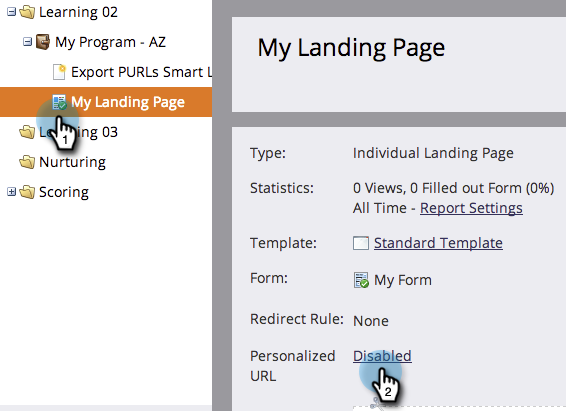 Learning 02
My Program - AZ
Export PURLs Smart L
My Landing Page
1
Learning 03
Nurturing
Scoring
My Landing Page
Type: Individual Landing Page
Statistics: 0 Views, 0 Filled out Form (0%)
All Time - Report Settings
Template: Standard Template
Form: My Form
Redirect Rule: None
Personalized Disabled
URL
2